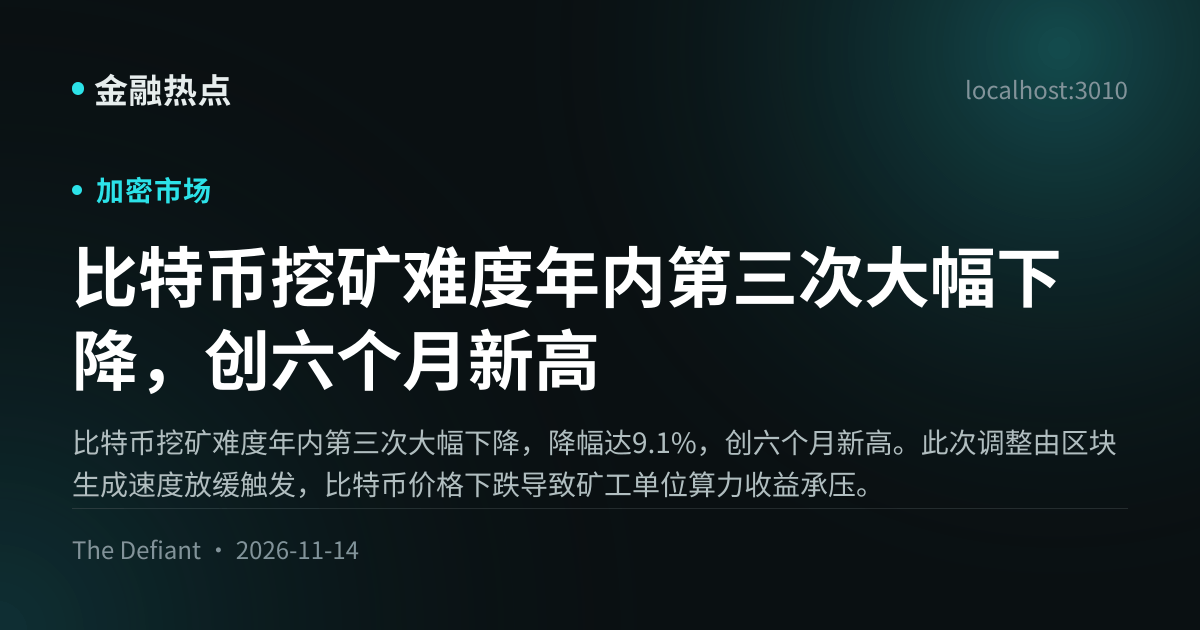 金融热点
localhost:3010
加密市场
比特币挖矿难度年内第三次大幅下
降，创六个月新高
比特币挖矿难度年内第三次大幅下降，降幅达9.1%，创六个月新高。此次调整由区块
生成速度放缓触发，比特币价格下跌导致矿工单位算力收益承压。
The Defiant · 2026-11-14